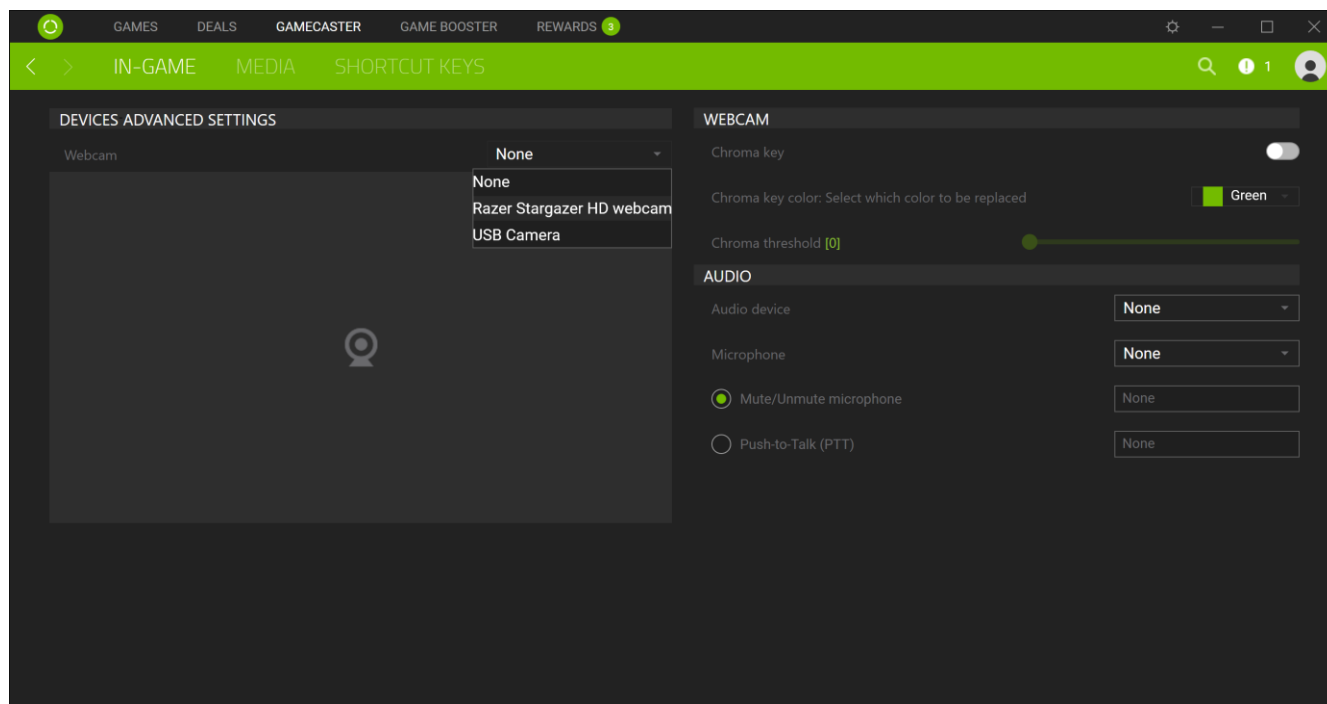 GAMES DEALS GAMECASTER GAME BOOSTER REWARDS 3
IN-GAME MEDIA SHORTCUT KEYS 1
DEVICES ADVANCED SETTINGS
Webcam None
None
Razer Stargazer HD webcam
USB Camera
WEBCAM
Chroma key
Chroma key color: Select which color to be replaced Green
Chroma threshold [0]
AUDIO
Audio device None
Microphone None
Mute/Unmute microphone None
Push-to-Talk (PTT) None